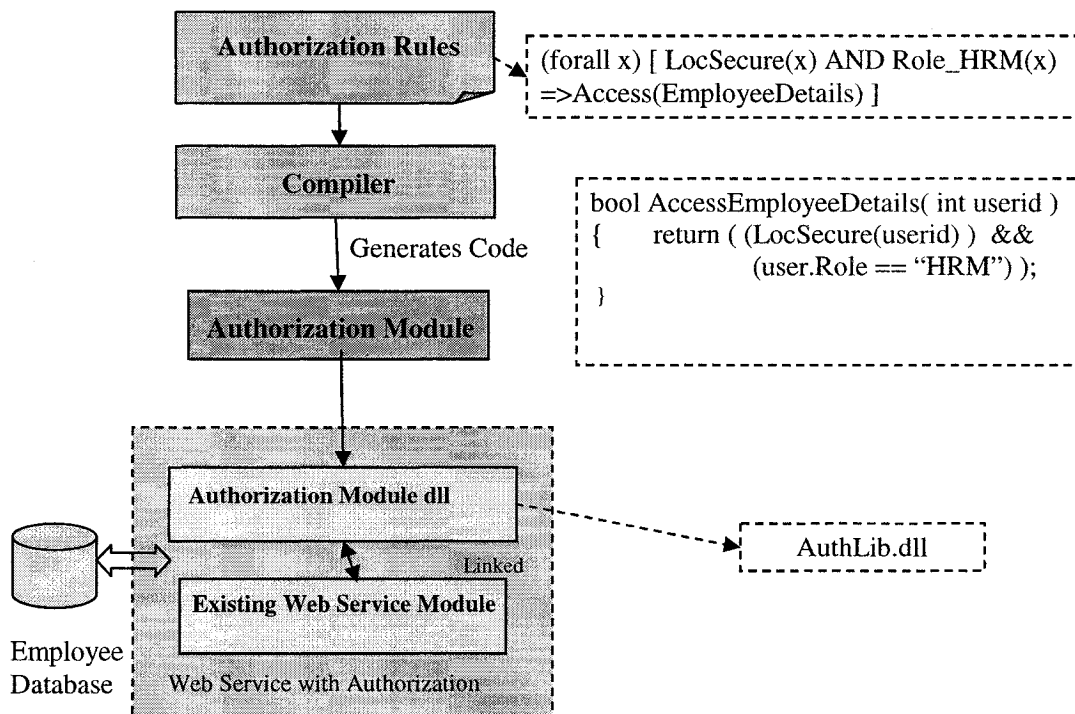 Authorization Rules
(forall x) [ LocSecure(x) AND Role_HRM(x)
=>Access(EmployeeDetails) ]
Compiler
Generates Code
bool AccessEmployeeDetails( int userid )
{ return ( (LocSecure(userid) ) &&
(user.Role == “HRM”) );
}
Authorization Module
Authorization Module dll
AuthLib.dll
Linked
Existing Web Service Module
Employee
Database
Web Service with Authorization